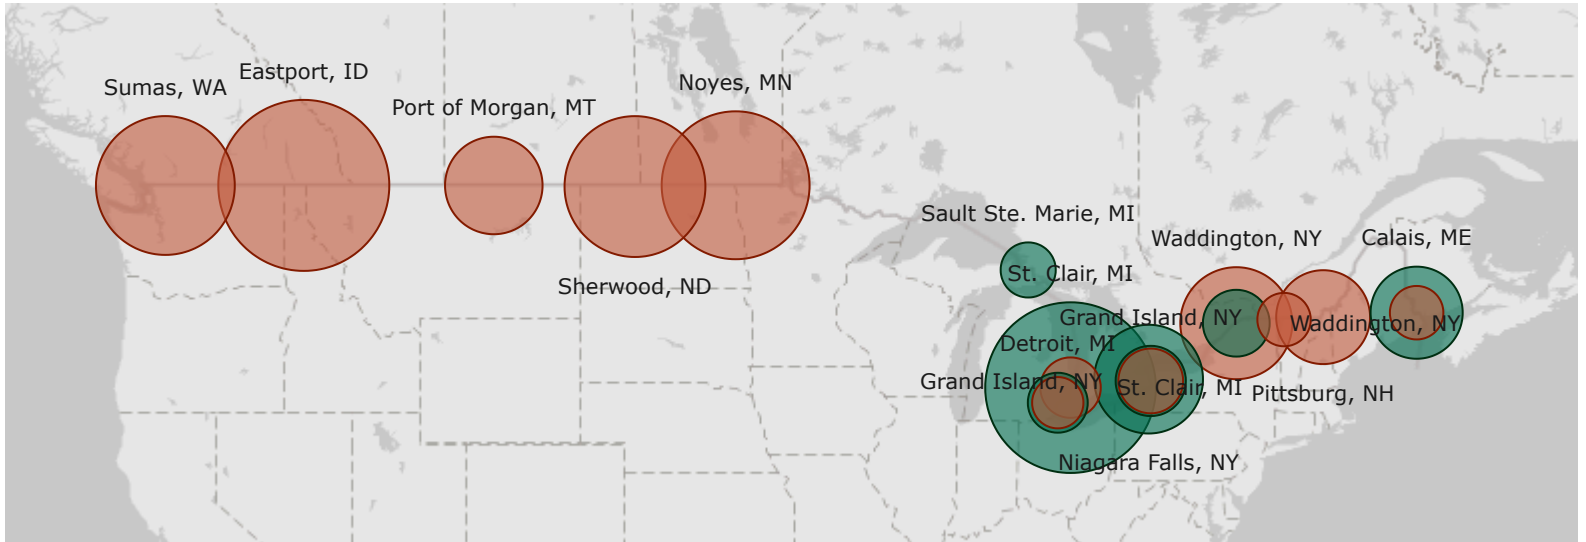 Sumas, WA
Eastport, ID
Port of Morgan, MT
Noyes, MN
Sherwood, ND
Sault Ste. Marie, MI
Waddington, NY
Calais, ME
St. Clair, MI
Grand Island, NY
Waddington, NY
Detroit, MI
Grand Island, NY
St. Clair, MI
Pittsburg, NH
Niagara Falls, NY